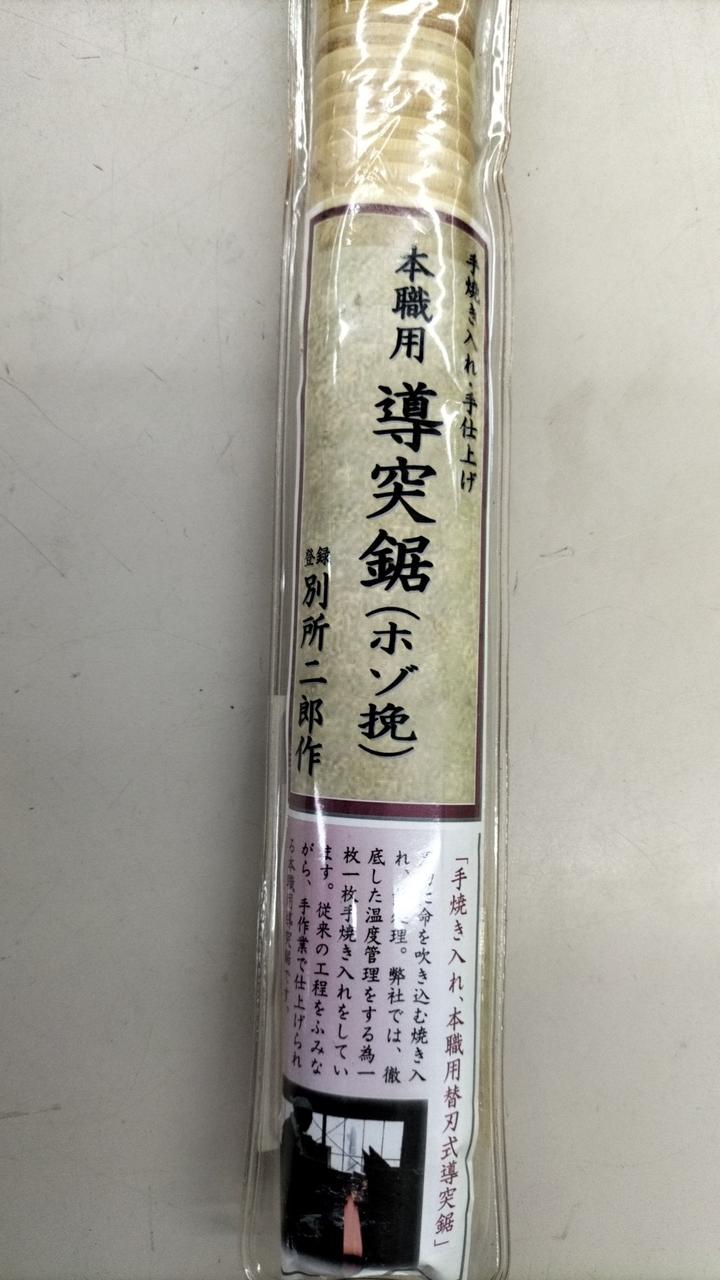 手焼き入れ・手仕上げ
本職用 導突鋸(ホゾ挽)
登録 別所二郎作
「手焼き入れ、本職用替刃式導突鋸」
に命を吹き込む焼き入
れ、処理。弊社では、徹
底した温度管理をする為一
枚一枚手焼き入れをしてい
ます。従来の工程をふみな
がら、手作業で仕上げられ
る本職用導突鋸です。